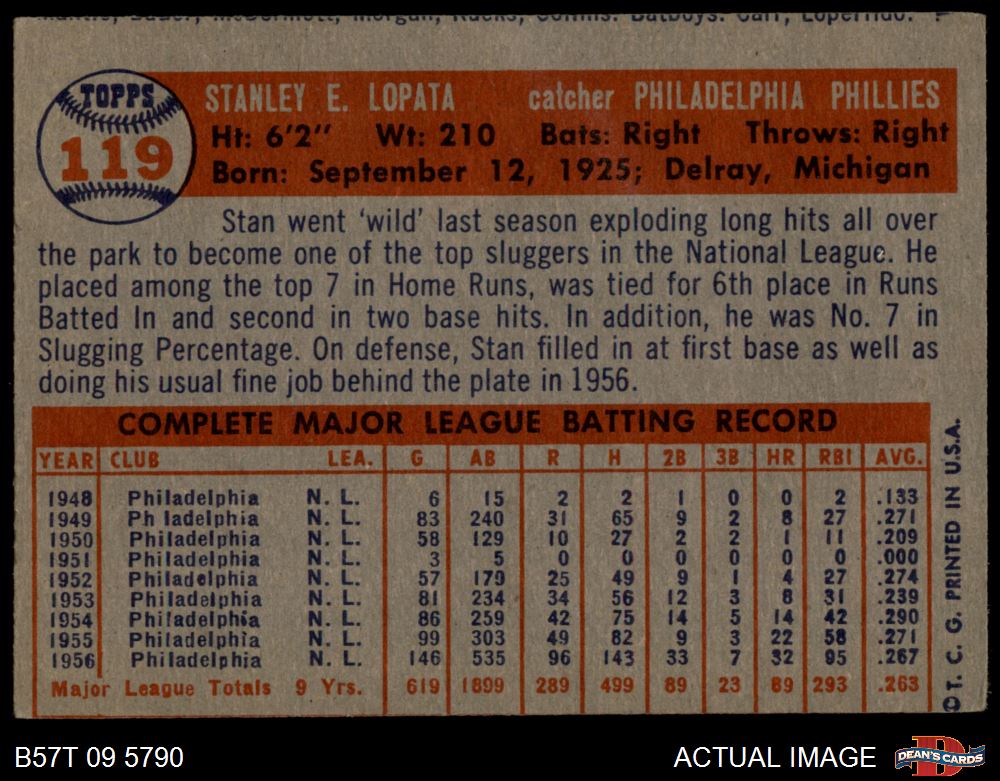 Morgan, Collins. Batboys: Carr, Loperfido.
TOPPS
119
STANLEY E. LOPATA catcher PHILADELPHIA PHILLIES
Ht: 6'2" Wt: 210 Bats: Right Throws: Right
Born: September 12, 1925; Delray, Michigan
Stan went 'wild' last season exploding long hits all over
the park to become one of the top sluggers in the National League. He
placed among the top 7 in Home Runs, was tied for 6th place in Runs
Batted In and second in two base hits. In addition, he was No. 7 in
Slugging Percentage. On defense, Stan filled in at first base as well as
doing his usual fine job behind the plate in 1956.
COMPLETE MAJOR LEAGUE BATTING RECORD
YEAR CLUB LEA. G AB R H 2B 3B HR RBI AVG.
1948 Philadelphia N. L. 6 15 2 2 1 0 0 2 .133
1949 Ph ladelphia N. L. 83 240 31 65 9 2 8 27 .271
1950 Philadelphia N. L. 58 129 10 27 2 2 1 11 .209
1951 Philadelphia N. L. 3 5 0 0 0 0 0 0 .000
1952 Philadelphia N. L. 57 179 25 49 9 1 4 27 .274
1953 Philadelphia N. L. 81 234 34 56 12 3 8 31 .239
1954 Philadelphia N. L. 86 259 42 75 14 5 14 42 .290
1955 Philadelphia N. L. 99 303 49 82 9 3 22 58 .271
1956 Philadelphia N. L. 146 535 96 143 33 7 32 95 .267
Major League Totals 9 Yrs. 619 1899 289 499 89 23 89 293 .263
©T. C. G. PRINTED IN U.S.A.
B57T 09 5790
ACTUAL IMAGE
DEAN'S CARDS